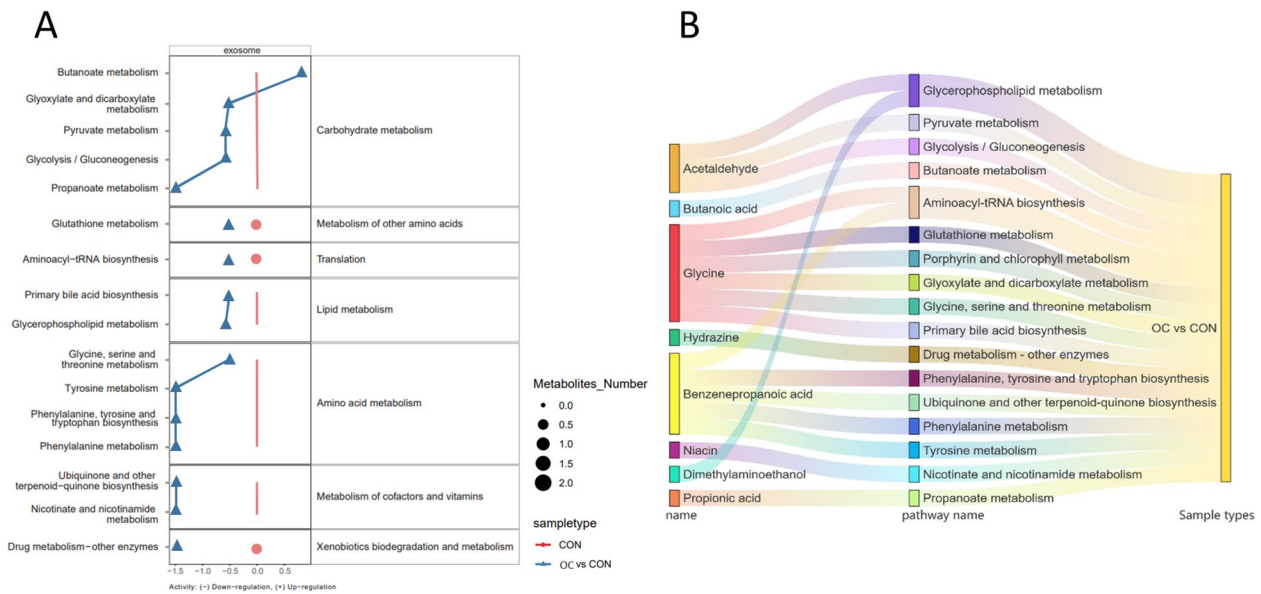 A
exosome
Butanoate metabolism
Glyoxylate and dicarboxylate
metabolism
Pyruvate metabolism
Glycolysis / Gluconeogenesis
Propanoate metabolism
Carbohydrate metabolism
Glutathione metabolism
Metabolism of other amino acids
Aminoacyl-tRNA biosynthesis
Translation
Primary bile acid biosynthesis
Glycerophospholipid metabolism
Lipid metabolism
Glycine, serine and
threonine metabolism
Tyrosine metabolism
Phenylalanine, tyrosine and
tryptophan biosynthesis
Phenylalanine metabolism
Amino acid metabolism
Ubiquinone and other
terpenoid-quinone biosynthesis
Nicotinate and nicotinamide
metabolism
Metabolism of cofactors and vitamins
Drug metabolism-other enzymes
Xenobiotics biodegradation and metabolism
-1.5 -1.0 -0.5 0.0 0.5
Activity: (-) Down-regulation, (+) Up-regulation
Metabolites_Number
0.0
0.5
1.0
1.5
2.0
sampletype
CON
OC vs CON
B
Acetaldehyde
Butanoic acid
Glycine
Hydrazine
Benzenepropanoic acid
Niacin
Dimethylaminoethanol
Propionic acid
name
Glycerophospholipid metabolism
Pyruvate metabolism
Glycolysis / Gluconeogenesis
Butanoate metabolism
Aminoacyl-tRNA biosynthesis
Glutathione metabolism
Porphyrin and chlorophyll metabolism
Glyoxylate and dicarboxylate metabolism
Glycine, serine and threonine metabolism
Primary bile acid biosynthesis
Drug metabolism - other enzymes
Phenylalanine, tyrosine and tryptophan biosynthesis
Ubiquinone and other terpenoid-quinone biosynthesis
Phenylalanine metabolism
Tyrosine metabolism
Nicotinate and nicotinamide metabolism
Propanoate metabolism
pathway name
OC vs CON
Sample types